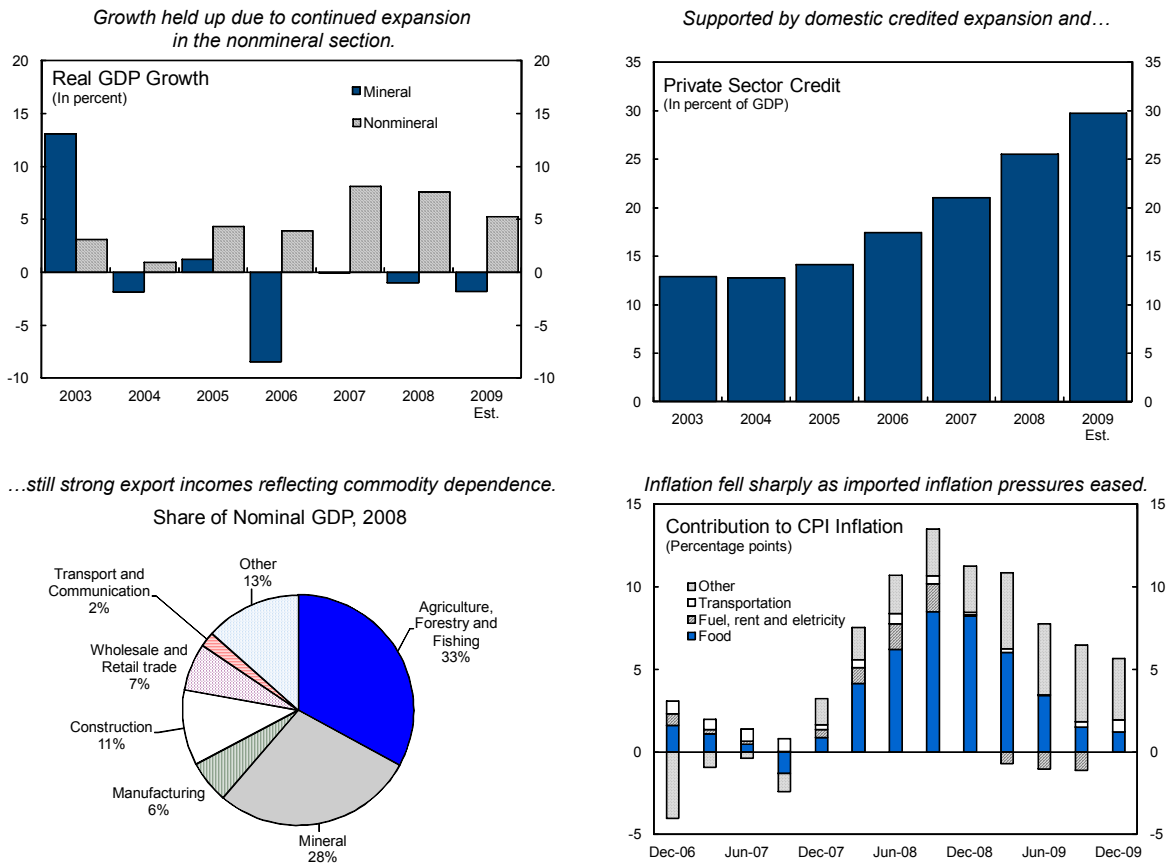 Growth held up due to continued expansion
in the nonmineral section.
Real GDP Growth
(In percent)
Mineral
Nonmineral
20 20
15 15
10 10
5 5
0 0
-5 -5
-10 -10
2003 2004 2005 2006 2007 2008 2009
Est.
Supported by domestic credited expansion and…
Private Sector Credit
(In percent of GDP)
35 35
30 30
25 25
20 20
15 15
10 10
5 5
0 0
2003 2004 2005 2006 2007 2008 2009
Est.
…still strong export incomes reflecting commodity dependence.
Share of Nominal GDP, 2008
Other
13%
Transport and
Communication
2%
Agriculture,
Forestry and
Fishing
33%
Wholesale and
Retail trade
7%
Construction
11%
Manufacturing
6%
Mineral
28%
Inflation fell sharply as imported inflation pressures eased.
Contribution to CPI Inflation
(Percentage points)
Other
Transportation
Fuel, rent and eletricity
Food
15 15
10 10
5 5
0 0
-5 -5
Dec-06 Jun-07 Dec-07 Jun-08 Dec-08 Jun-09 Dec-09